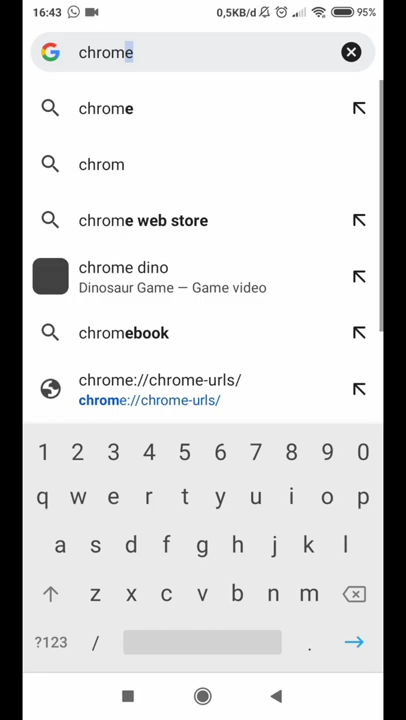 16:43 0,5KB/d 95%
chrome
chrome
chrom
chrome web store
chrome dino
Dinosaur Game — Game video
chromebook
chrome://chrome-urls/
chrome://chrome-urls/
1 2 3 4 5 6 7 8 9 0
q w e r t y u i o p
a s d f g h j k l
z x c v b n m
?123 / .